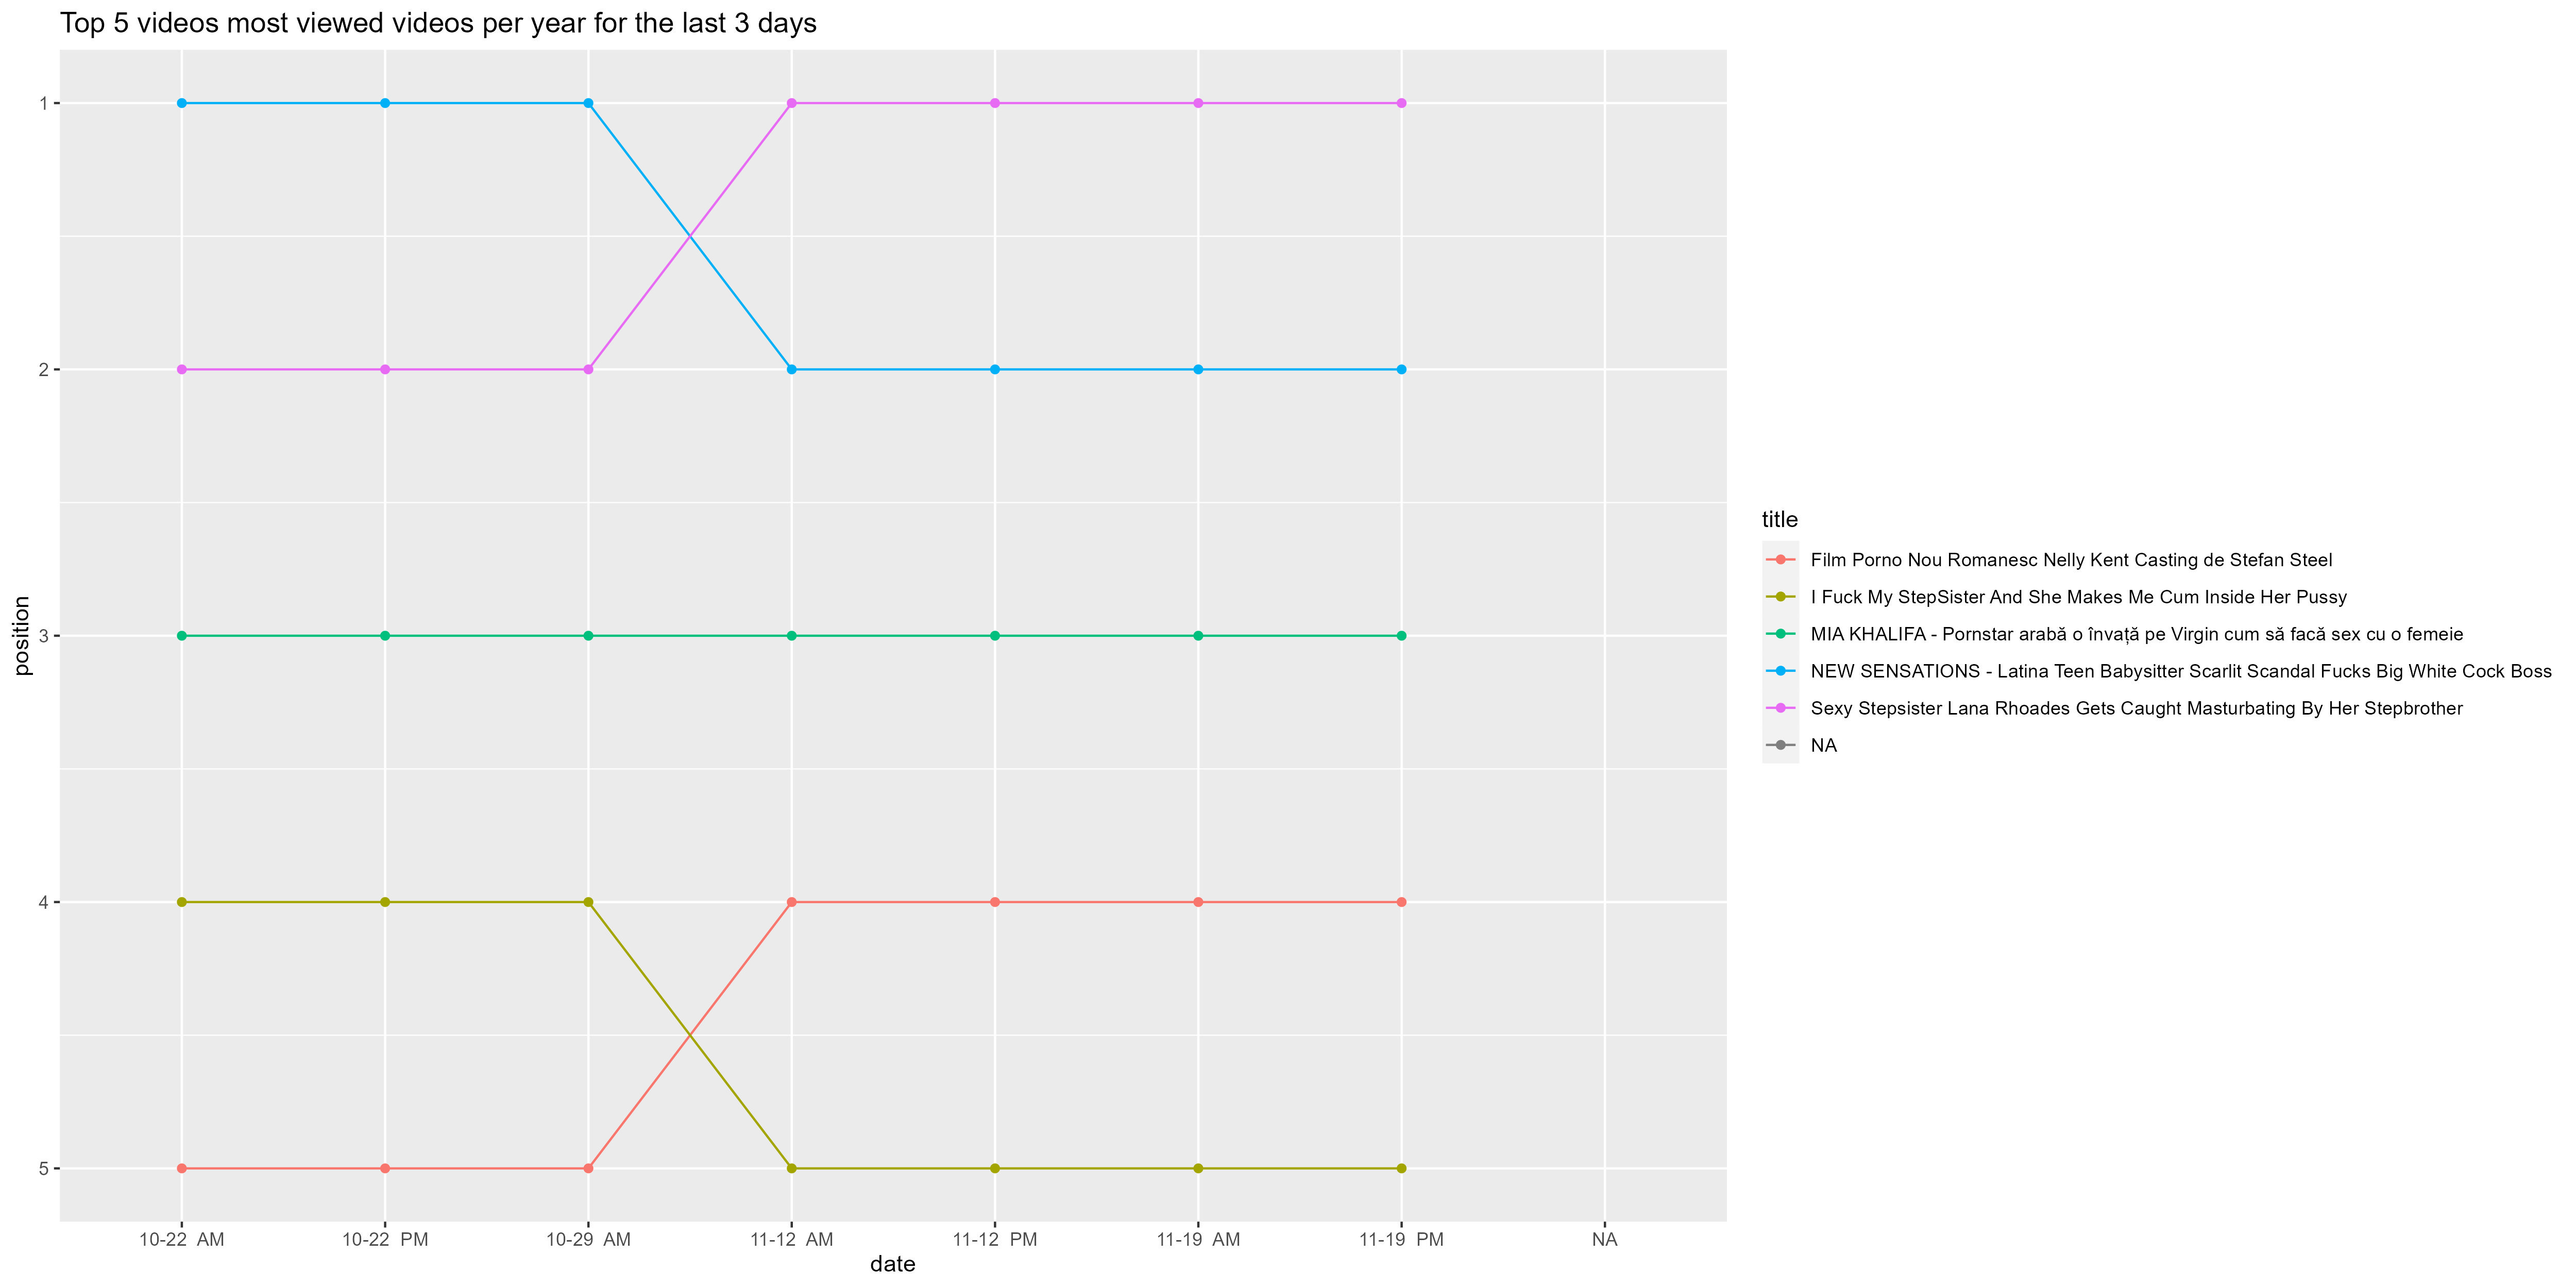 Top 5 videos most viewed videos per year for the last 3 days
position
1
2
3
4
5
10-22 AM
10-22 PM
10-29 AM
11-12 AM
11-12 PM
11-19 AM
11-19 PM
NA
date
title
Film Porno Nou Romanesc Nelly Kent Casting de Stefan Steel
I Fuck My StepSister And She Makes Me Cum Inside Her Pussy
MIA KHALIFA - Pornstar arabă o învață pe Virgin cum să facă sex cu o femeie
NEW SENSATIONS - Latina Teen Babysitter Scarlit Scandal Fucks Big White Cock Boss
Sexy Stepsister Lana Rhoades Gets Caught Masturbating By Her Stepbrother
NA